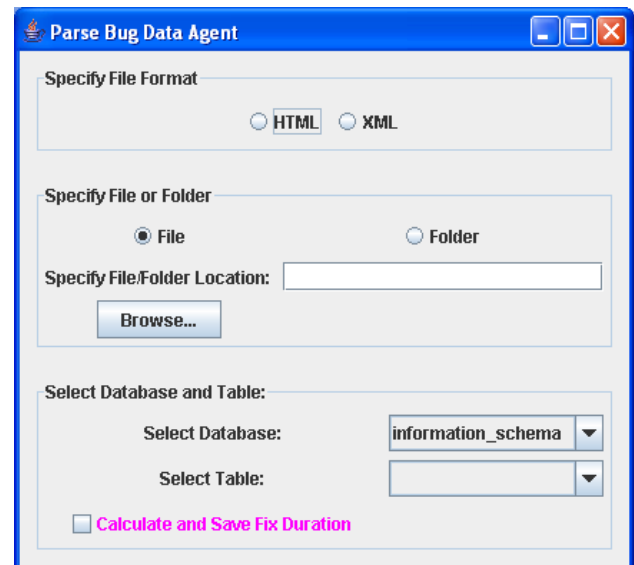 Parse Bug Data Agent
Specify File Format
HTML XML
Specify File or Folder
File Folder
Specify File/Folder Location:
Browse...
Select Database and Table:
Select Database: information_schema
Select Table:
Calculate and Save Fix Duration